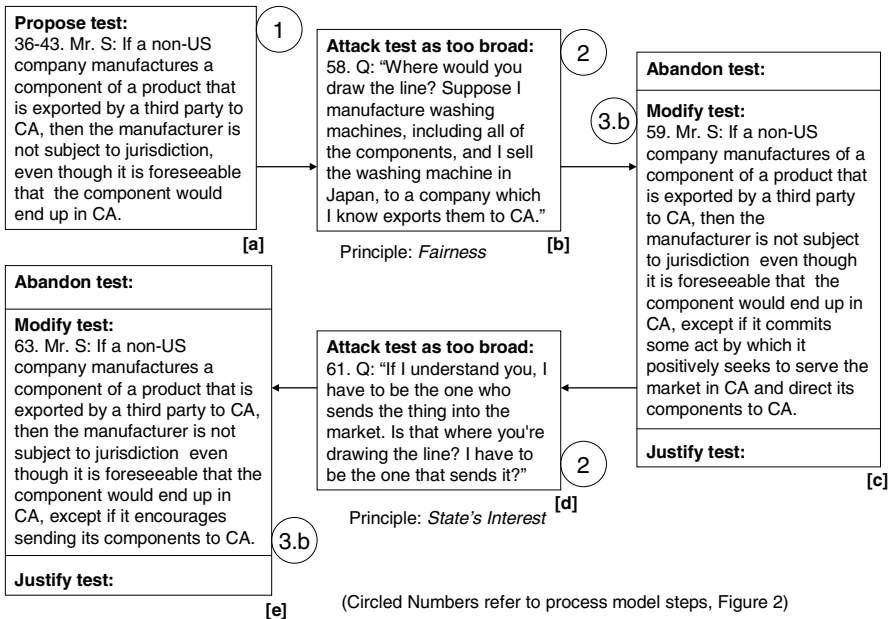 Propose test:
36-43. Mr. S: If a non-US
company manufactures a
component of a product that
is exported by a third party to
CA, then the manufacturer is
not subject to jurisdiction,
even though it is foreseeable
that the component would
end up in CA.
1
[a]
Attack test as too broad:
58. Q: “Where would you
draw the line? Suppose I
manufacture washing
machines, including all of
the components, and I sell
the washing machine in
Japan, to a company which
I know exports them to CA.”
2
Principle: Fairness
[b]
Abandon test:
Modify test:
59. Mr. S: If a non-US
company manufactures of a
component of a product that
is exported by a third party
to CA, then the
manufacturer is not subject
to jurisdiction even though
it is foreseeable that the
component would end up in
CA, except if it commits
some act by which it
positively seeks to serve the
market in CA and direct its
components to CA.
Justify test:
3.b
[c]
Attack test as too broad:
61. Q: “If I understand you, I
have to be the one who
sends the thing into the
market. Is that where you're
drawing the line? I have to
be the one that sends it?”
2
[d]
Principle: State's Interest
Abandon test:
Modify test:
63. Mr. S: If a non-US
company manufactures a
component of a product that is
exported by a third party to CA,
then the manufacturer is not
subject to jurisdiction even
though it is foreseeable that the
component would end up in
CA, except if it encourages
sending its components to CA.
3.b
Justify test:
[e]
(Circled Numbers refer to process model steps, Figure 2)